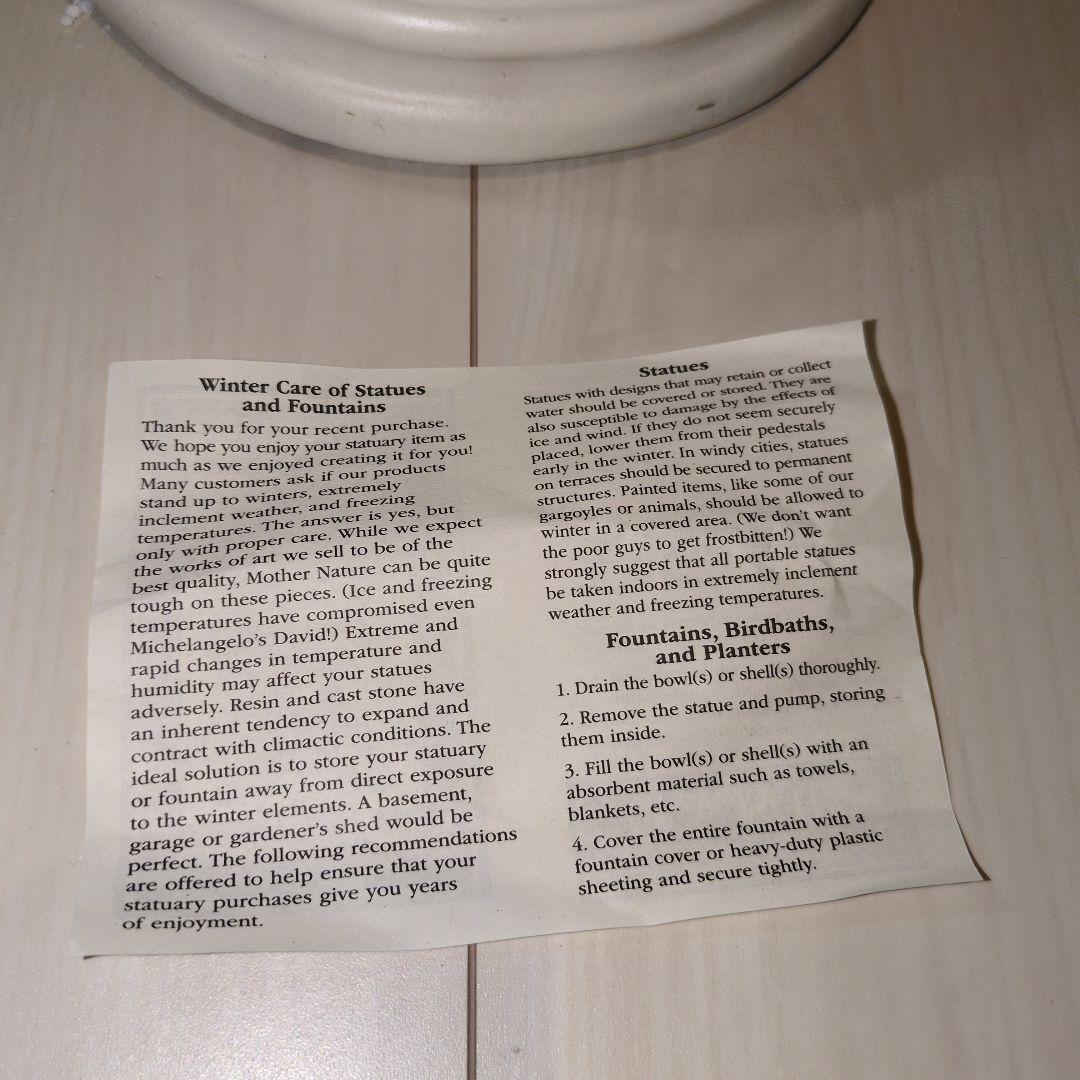 Winter Care of Statues
and Fountains
Thank you for your recent purchase.
We hope you enjoy your statuary item as
much as we enjoyed creating it for you!
Many customers ask if our products
stand up to winters, extremely
inclement weather, and freezing
temperatures. The answer is yes, but
only with proper care. While we expect
the works of art we sell to be of the
best quality, Mother Nature can be quite
tough on these pieces. (Ice and freezing
temperatures have compromised even
Michelangelo's David!) Extreme and
rapid changes in temperature and
humidity may affect your statues
adversely. Resin and cast stone have
an inherent tendency to expand and
contract with climactic conditions. The
ideal solution is to store your statuary
or fountain away from direct exposure
to the winter elements. A basement,
garage or gardener's shed would be
perfect. The following recommendations
are offered to help ensure that your
statuary purchases give you years
of enjoyment.
Statues
Statues with designs that may retain or collect
water should be covered or stored. They are
also susceptible to damage by the effects of
ice and wind. If they do not seem securely
placed, lower them from their pedestals
early in the winter. In windy cities, statues
on terraces should be secured to permanent
structures. Painted items, like some of our
gargoyles or animals, should be allowed to
winter in a covered area. (We don't want
the poor guys to get frostbitten!) We
strongly suggest that all portable statues
be taken indoors in extremely inclement
weather and freezing temperatures.
Fountains, Birdbaths,
and Planters
1. Drain the bowl(s) or shell(s) thoroughly.
2. Remove the statue and pump, storing
them inside.
3. Fill the bowl(s) or shell(s) with an
absorbent material such as towels,
blankets, etc.
4. Cover the entire fountain with a
fountain cover or heavy-duty plastic
sheeting and secure tightly.